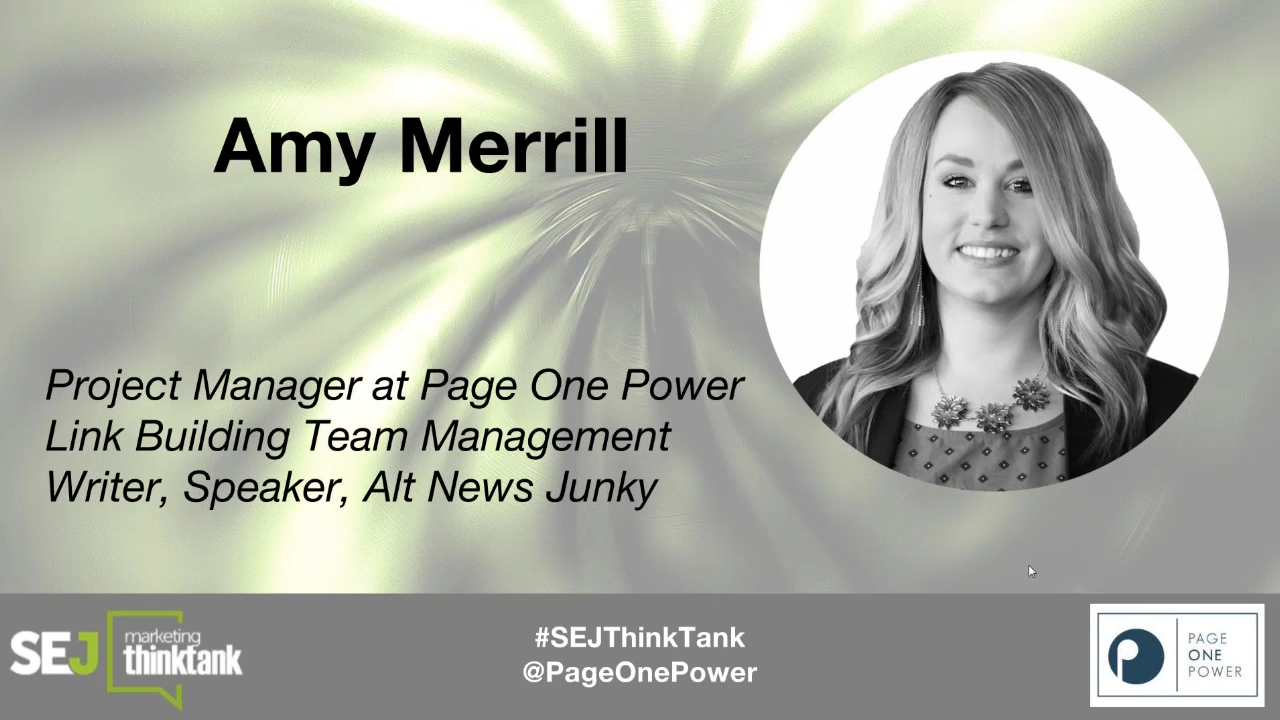 Amy Merrill
Project Manager at Page One Power
Link Building Team Management
Writer, Speaker, Alt News Junky
SEJ
marketing
thinktank
#SEJThinkTank
@PageOnePower
PAGE
ONE
POWER